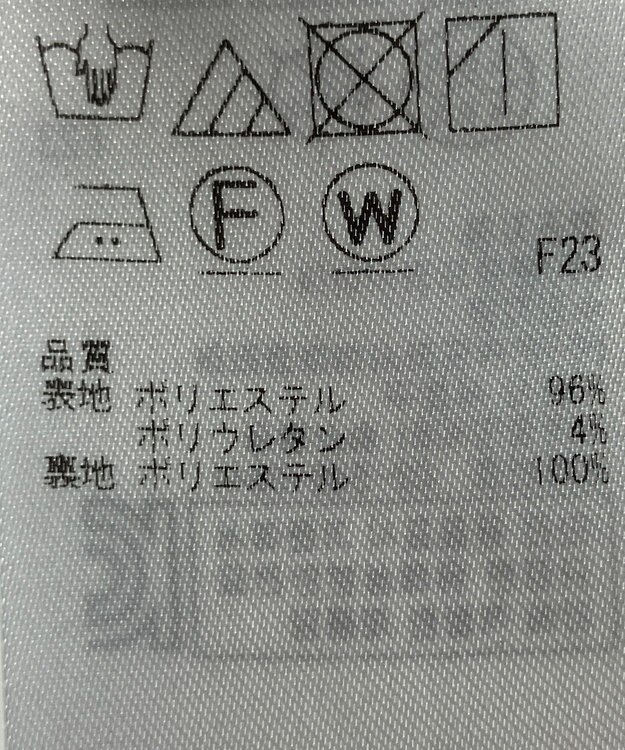 F W
F23
品質
表地 ポリエステル 96%
ポリウレタン 4%
裏地 ポリエステル 100%